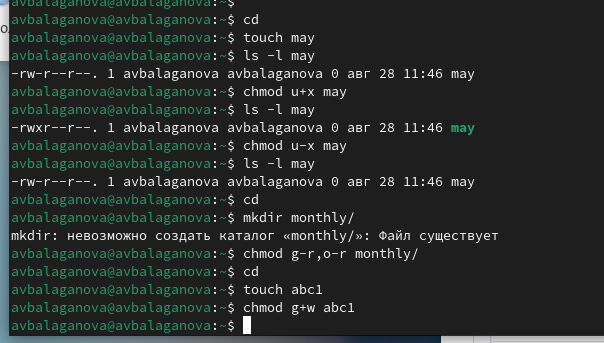 avbalaganova@avbalaganova:~$
avbalaganova@avbalaganova:~$ cd
avbalaganova@avbalaganova:~$ touch may
avbalaganova@avbalaganova:~$ ls -l may
-rw-r--r--. 1 avbalaganova avbalaganova 0 авг 28 11:46 may
avbalaganova@avbalaganova:~$ chmod u+x may
avbalaganova@avbalaganova:~$ ls -l may
-rwxr--r--. 1 avbalaganova avbalaganova 0 авг 28 11:46 may
avbalaganova@avbalaganova:~$ chmod u-x may
avbalaganova@avbalaganova:~$ ls -l may
-rw-r--r--. 1 avbalaganova avbalaganova 0 авг 28 11:46 may
avbalaganova@avbalaganova:~$ cd
avbalaganova@avbalaganova:~$ mkdir monthly/
mkdir: невозможно создать каталог «monthly/»: Файл существует
avbalaganova@avbalaganova:~$ chmod g-r,o-r monthly/
avbalaganova@avbalaganova:~$ cd
avbalaganova@avbalaganova:~$ touch abc1
avbalaganova@avbalaganova:~$ chmod g+w abc1
avbalaganova@avbalaganova:~$